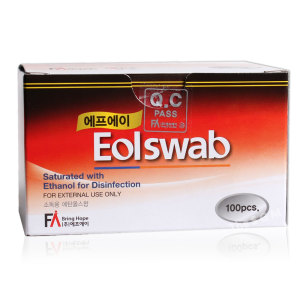 Q.C
PASS
에프에이
Eolswab
Saturated with
Ethanol for Disinfection
FOR EXTERNAL USE ONLY
소독용 에탄올스왑
100pcs.
FA Bring Hope
(주)에프에이